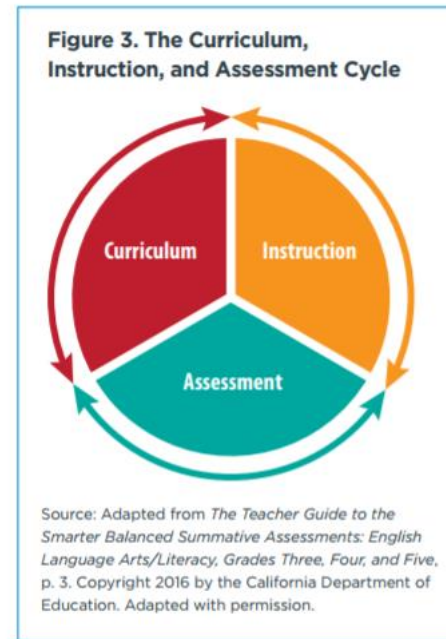 Figure 3. The Curriculum,
Instruction, and Assessment Cycle
Curriculum
Instruction
Assessment
Source: Adapted from The Teacher Guide to the
Smarter Balanced Summative Assessments: English
Language Arts/Literacy, Grades Three, Four, and Five,
p. 3. Copyright 2016 by the California Department of
Education. Adapted with permission.